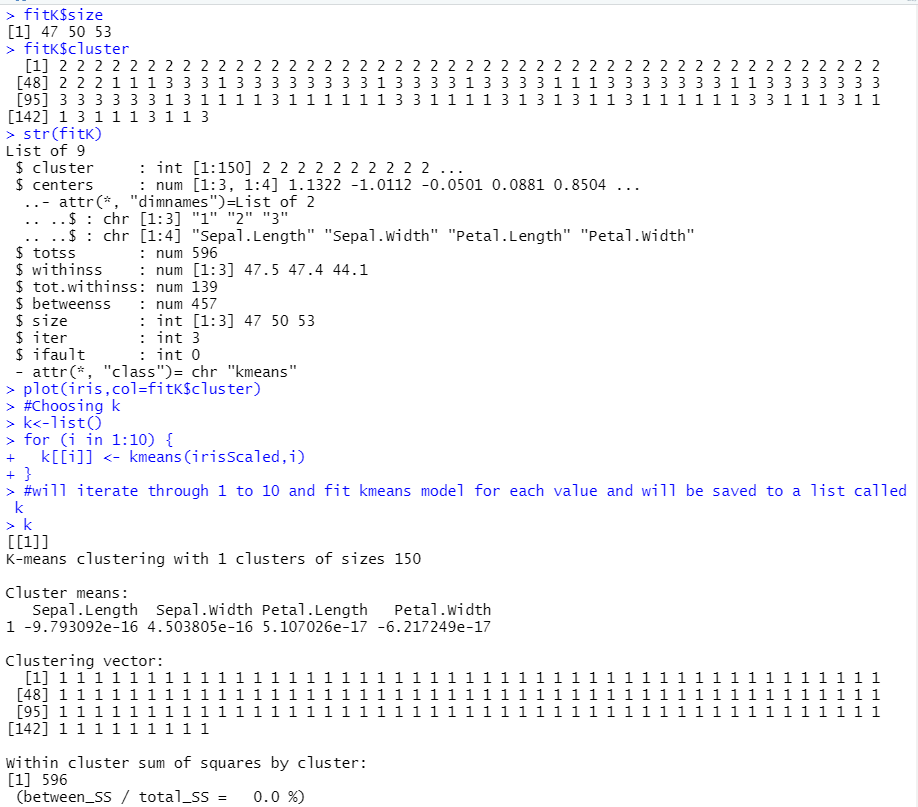 > fitK$size
[1] 47 50 53
> fitK$cluster
[1] 2 2 2 2 2 2 2 2 2 2 2 2 2 2 2 2 2 2 2 2 2 2 2 2 2 2 2 2 2 2 2 2 2 2 2 2 2 2 2 2 2 2 2 2 2 2 2
[48] 2 2 2 1 1 1 3 3 3 1 3 3 3 3 3 3 3 3 1 3 3 3 3 1 3 3 3 3 1 1 1 3 3 3 3 3 3 3 1 1 3 3 3 3 3 3 3
[95] 3 3 3 3 3 3 1 3 1 1 1 1 3 1 1 1 1 1 1 3 3 1 1 1 1 3 1 3 1 3 1 1 3 1 1 1 1 1 1 3 3 1 1 1 3 1 1
[142] 1 3 1 1 1 3 1 1 3
> str(fitK)
List of 9
$ cluster : int [1:150] 2 2 2 2 2 2 2 2 2 2 ...
$ centers : num [1:3, 1:4] 1.1322 -1.0112 -0.0501 0.0881 0.8504 ...
..- attr(*, "dimnames")=List of 2
.. ..$ : chr [1:3] "1" "2" "3"
.. ..$ : chr [1:4] "Sepal.Length" "Sepal.Width" "Petal.Length" "Petal.Width"
$ totss : num 596
$ withinss : num [1:3] 47.5 47.4 44.1
$ tot.withinss: num 139
$ betweenss : num 457
$ size : int [1:3] 47 50 53
$ iter : int 3
$ ifault : int 0
- attr(*, "class")= chr "kmeans"
> plot(iris,col=fitK$cluster)
> #Choosing k
> k<-list()
> for (i in 1:10) {
+ k[[i]] <- kmeans(irisScaled,i)
+ }
> #will iterate through 1 to 10 and fit kmeans model for each value and will be saved to a list called
k
> k
[[1]]
K-means clustering with 1 clusters of sizes 150
Cluster means:
Sepal.Length Sepal.Width Petal.Length Petal.Width
1 -9.793092e-16 4.503805e-16 5.107026e-17 -6.217249e-17
Clustering vector:
[1] 1 1 1 1 1 1 1 1 1 1 1 1 1 1 1 1 1 1 1 1 1 1 1 1 1 1 1 1 1 1 1 1 1 1 1 1 1 1 1 1 1 1 1 1 1 1 1
[48] 1 1 1 1 1 1 1 1 1 1 1 1 1 1 1 1 1 1 1 1 1 1 1 1 1 1 1 1 1 1 1 1 1 1 1 1 1 1 1 1 1 1 1 1 1 1 1
[95] 1 1 1 1 1 1 1 1 1 1 1 1 1 1 1 1 1 1 1 1 1 1 1 1 1 1 1 1 1 1 1 1 1 1 1 1 1 1 1 1 1 1 1 1 1 1 1
[142] 1 1 1 1 1 1 1 1 1
Within cluster sum of squares by cluster:
[1] 596
(between_SS / total_SS = 0.0 %)